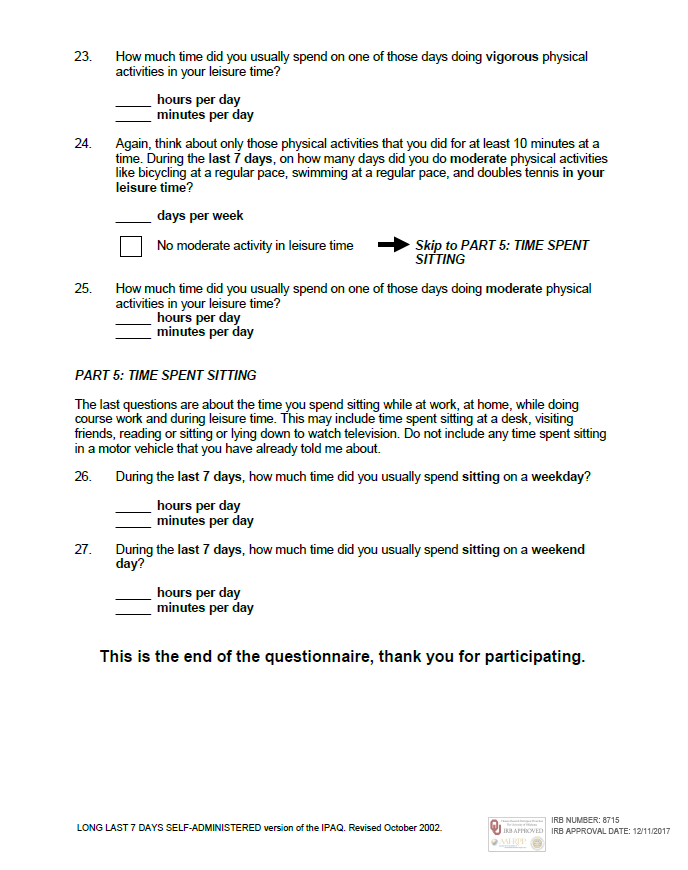 23. How much time did you usually spend on one of those days doing vigorous physical
activities in your leisure time?
_____ hours per day
_____ minutes per day
24. Again, think about only those physical activities that you did for at least 10 minutes at a
time. During the last 7 days, on how many days did you do moderate physical activities
like bicycling at a regular pace, swimming at a regular pace, and doubles tennis in your
leisure time?
_____ days per week
No moderate activity in leisure time Skip to PART 5: TIME SPENT
SITTING
25. How much time did you usually spend on one of those days doing moderate physical
activities in your leisure time?
_____ hours per day
_____ minutes per day
PART 5: TIME SPENT SITTING
The last questions are about the time you spend sitting while at work, at home, while doing
course work and during leisure time. This may include time spent sitting at a desk, visiting
friends, reading or sitting or lying down to watch television. Do not include any time spent sitting
in a motor vehicle that you have already told me about.
26. During the last 7 days, how much time did you usually spend sitting on a weekday?
_____ hours per day
_____ minutes per day
27. During the last 7 days, how much time did you usually spend sitting on a weekend
day?
_____ hours per day
_____ minutes per day
This is the end of the questionnaire, thank you for participating.
LONG LAST 7 DAYS SELF-ADMINISTERED version of the IPAQ. Revised October 2002.
IRB APPROVED
IRB NUMBER: 8715
IRB APPROVAL DATE: 12/11/2017